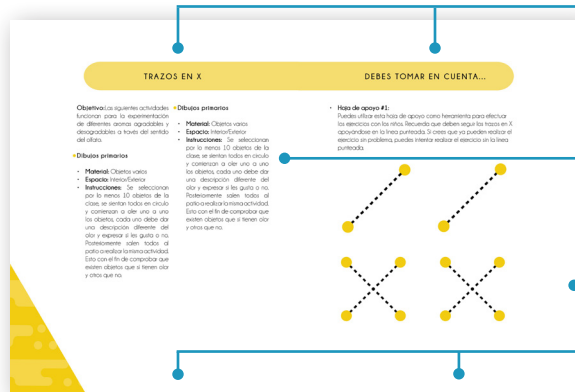 TRAZOS EN X
DEBES TOMAR EN CUENTA...
Objetivo: Las siguientes actividades
funcionan para la experimentación
de diferentes aromas agradables y
desagradables a través del sentido
del olfato.
Dibujos primarios
• Material: Objetos varios
• Espacio: Interior/Exterior
• Instrucciones: Se seleccionan
por lo menos 10 objetos de la
clase, se sientan todos en círculo
y comienzan a oler uno a uno
los objetos, cada uno debe dar
una descripción diferente del
olor y expresar si les gusta o no.
Posteriormente salen todos al
patio a realizar la misma actividad.
Esto con el fin de comprobar que
existen objetos que si tienen olor
y otros que no.
Dibujos primarios
• Material: Objetos varios
• Espacio: Interior/Exterior
• Instrucciones: Se seleccionan
por lo menos 10 objetos de la
clase, se sientan todos en círculo
y comienzan a oler uno a uno
los objetos, cada uno debe dar
una descripción diferente del
olor y expresar si les gusta o no.
Posteriormente salen todos al
patio a realizar la misma actividad.
Esto con el fin de comprobar que
existen objetos que si tienen olor
y otros que no.
• Hoja de apoyo #1:
Puedes utilizar esta hoja de apoyo como herramienta para efectuar
los ejercicios con los niños. Recuerda que deben seguir los trazos en X
apoyándose en la línea punteada. Si crees que ya pueden realizar el
ejercicio sin problema, puedes intentar realizar el ejercicio sin la línea
punteada.